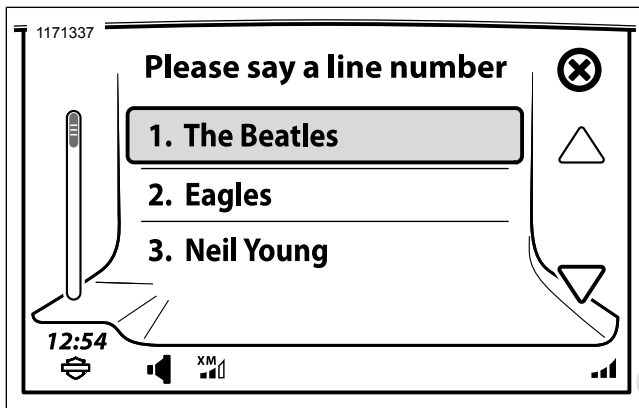 1171337
Please say a line number
1. The Beatles
2. Eagles
3. Neil Young
12:54
XM